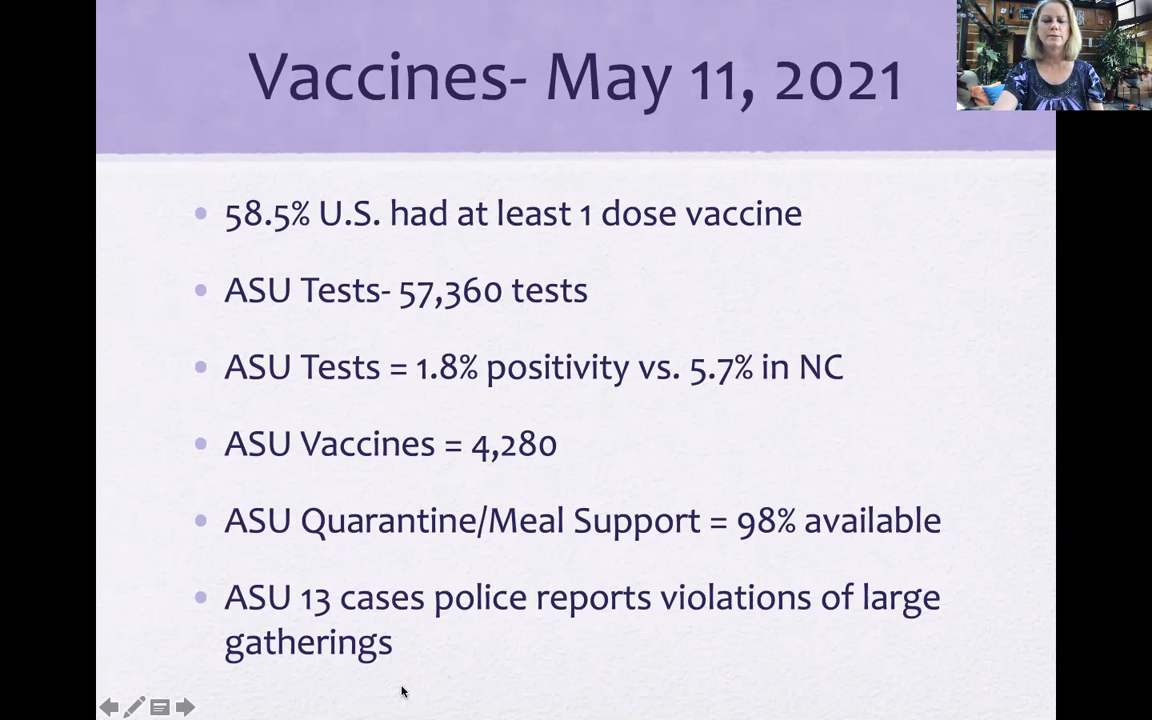 Vaccines- May 11, 2021
58.5% U.S. had at least 1 dose vaccine
ASU Tests- 57,360 tests
ASU Tests = 1.8% positivity vs. 5.7% in NC
ASU Vaccines = 4,280
ASU Quarantine/Meal Support = 98% available
ASU 13 cases police reports violations of large
gatherings